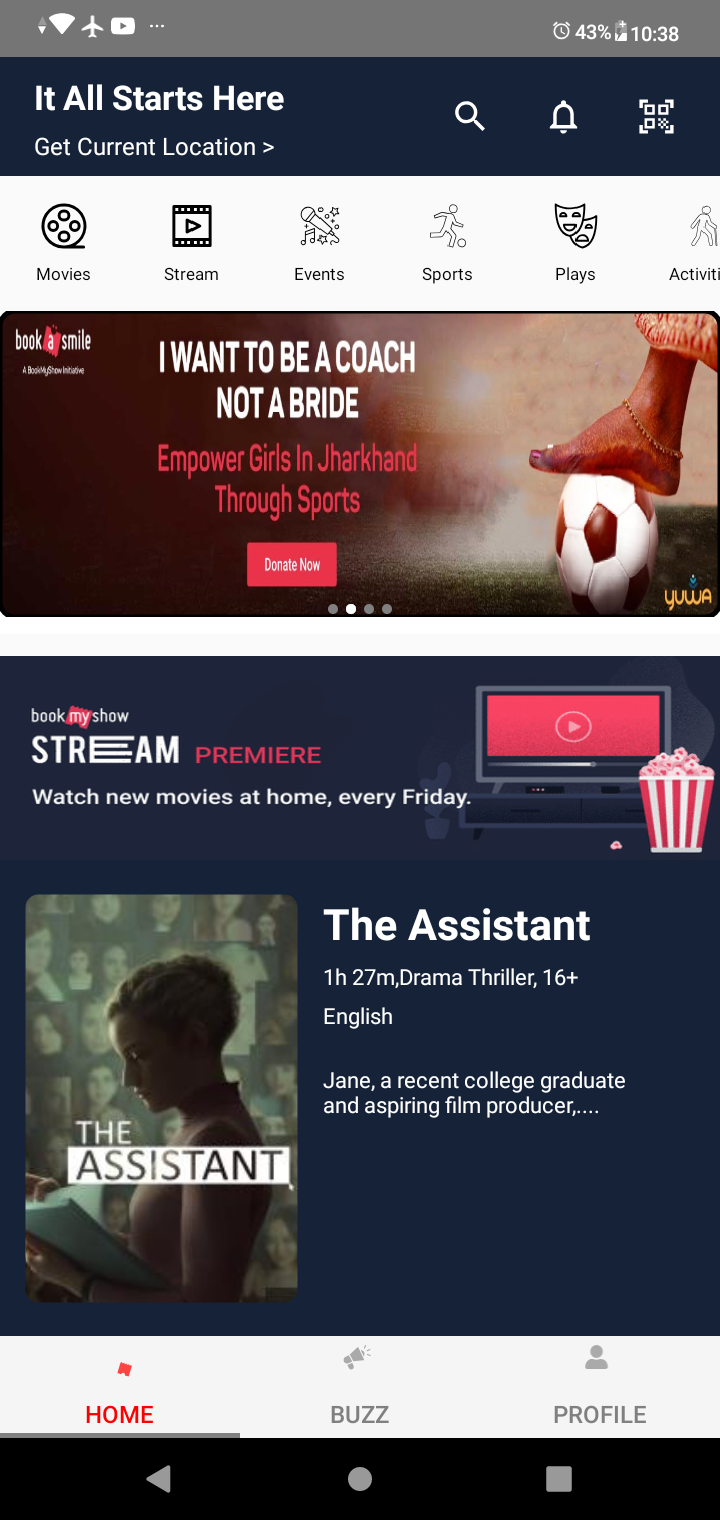 43% 10:38
It All Starts Here
Get Current Location >
Movies Stream Events Sports Plays Activiti
book a smile
A BookMyShow Initiative
I WANT TO BE A COACH
NOT A BRIDE
Empower Girls In Jharkhand
Through Sports
Donate Now
YUWA
book my show
STREAM PREMIERE
Watch new movies at home, every Friday.
THE
ASSISTANT
The Assistant
1h 27m,Drama Thriller, 16+
English
Jane, a recent college graduate
and aspiring film producer,....
HOME BUZZ PROFILE